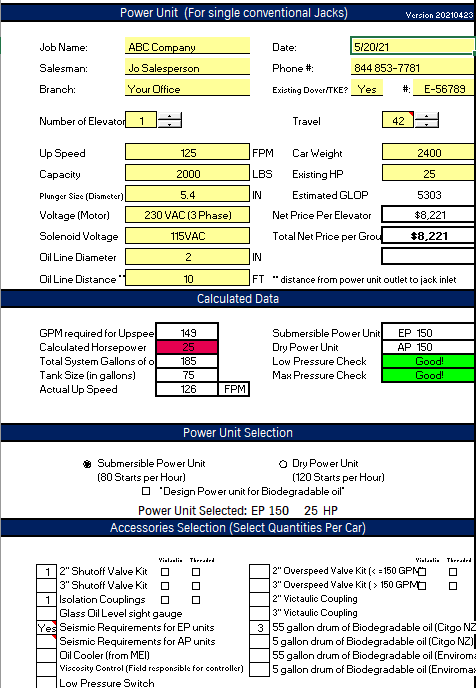 Power Unit (For single conventional Jacks) Version 20210423
Job Name: ABC Company Date: 5/20/21
Salesman: Jo Salesperson Phone #: 844 853-7781
Branch: Your Office Existing Dover/TKE? Yes #: E-56789
Number of Elevator 1 Travel 42
Up Speed 125 FPM Car Weight 2400
Capacity 2000 LBS Existing HP 25
Plunger Size (Diameter) 5.4 IN Estimated GLOP 5303
Voltage (Motor) 230 VAC (3 Phase) Net Price Per Elevator $8,221
Solenoid Voltage 115VAC Total Net Price per Grou $8,221
Oil Line Diameter 2 IN
Oil Line Distance ** 10 FT ** distance from power unit outlet to jack inlet
Calculated Data
GPM required for Upspee 149 Submersible Power Unit EP 150
Calculated Horsepower 25 Dry Power Unit AP 150
Total System Gallons of o 185 Low Pressure Check Good!
Tank Size (in gallons) 75 Max Pressure Check Good!
Actual Up Speed 126 FPM
Power Unit Selection
Submersible Power Unit Dry Power Unit
(80 Starts per Hour) (120 Starts per Hour)
"Design Power unit for Biodegradable oil"
Power Unit Selected: EP 150 25 HP
Accessories Selection (Select Quantities Per Car)
Victaulic Threaded Victaulic Threaded
1 2" Shutoff Valve Kit 2" Overspeed Valve Kit (< =150 GPM)
3" Shutoff Valve Kit 3" Overspeed Valve Kit ( > 150 GPM)
1 Isolation Couplings 2" Victaulic Coupling
Glass Oil Level sight gauge 3" Victaulic Coupling
Yes Seismic Requirements for EP units 3 55 gallon drum of Biodegradable oil (Citgo NZ)
Seismic Requirements for AP units 5 gallon drum of Biodegradable oil (Citgo NZ)
Oil Cooler (from MEI) 55 gallon drum of Biodegradable oil (Enviroma
Viscosity Control (Field responsible for controller) 5 gallon drum of Biodegradable oil (Enviromax
Low Pressure Switch